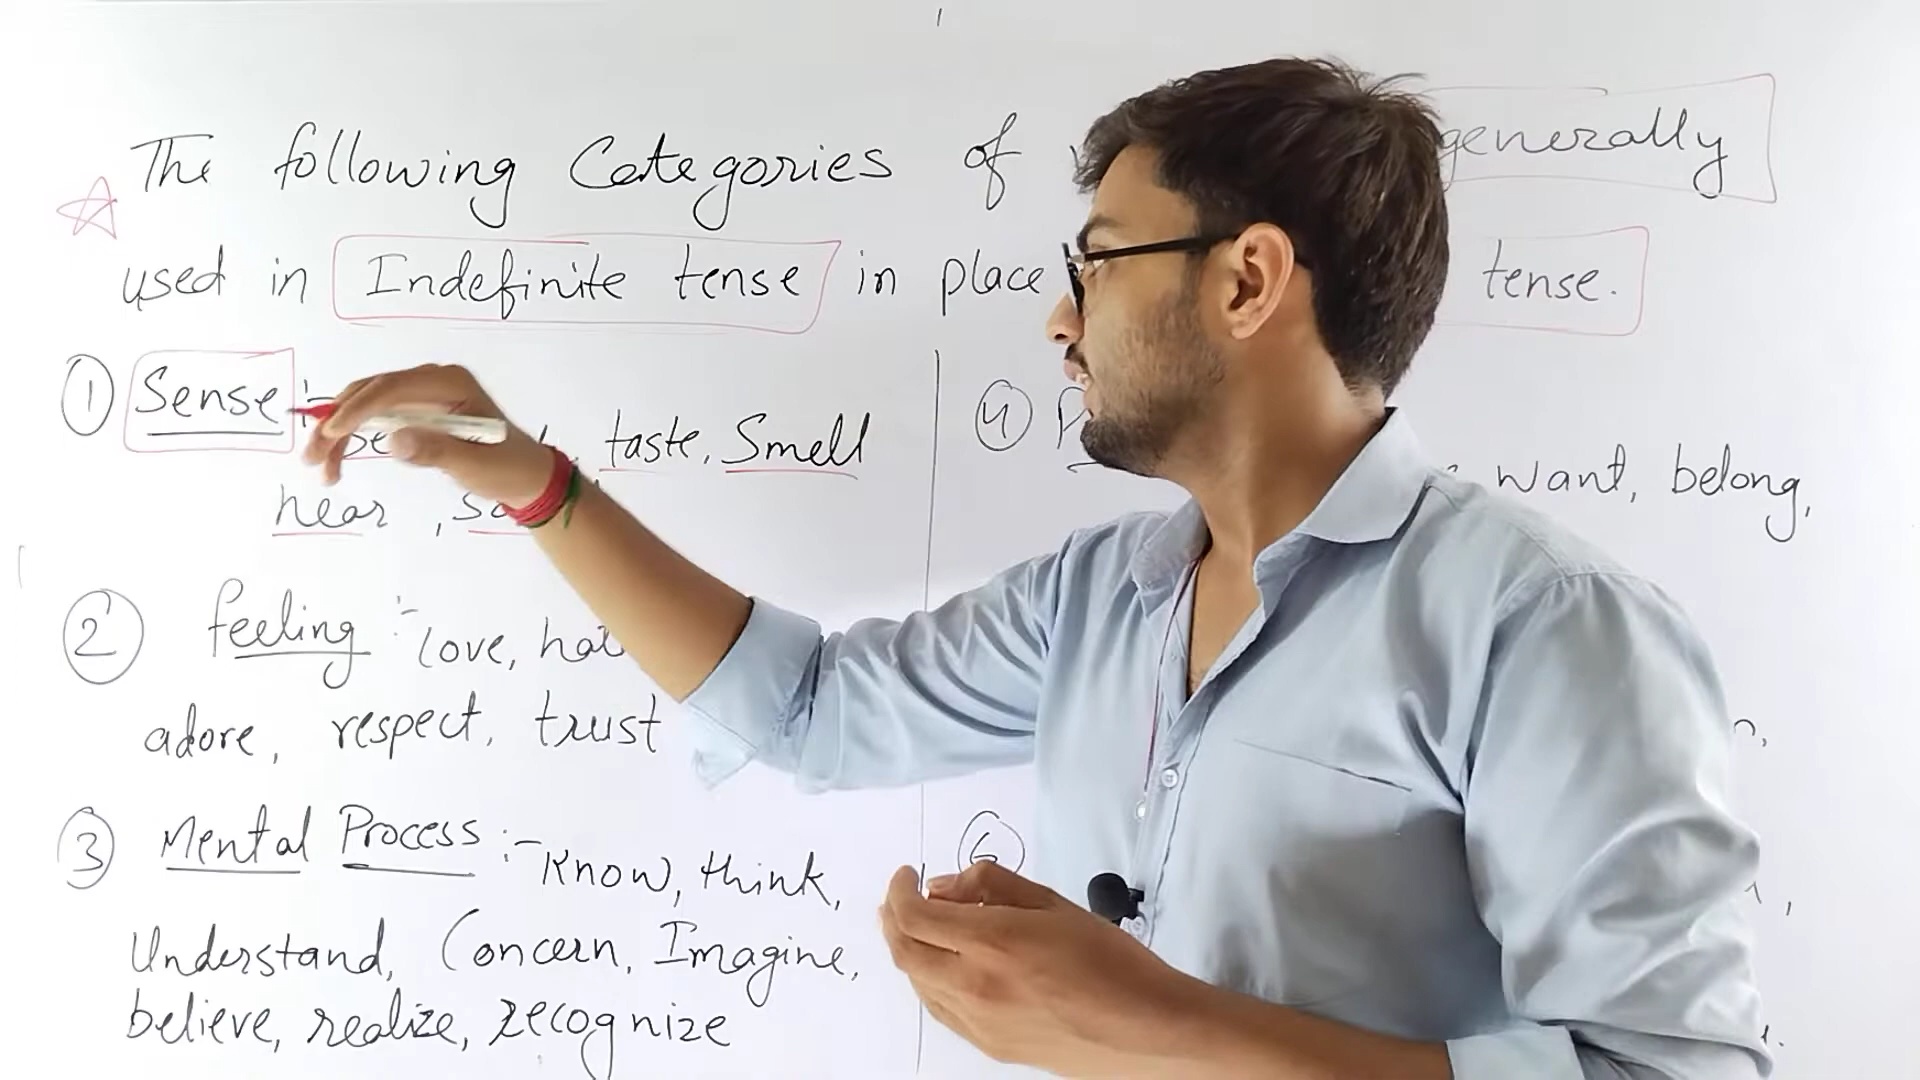 The following Categories of generally
used in Indefinite tense in place tense.
① Sense :-
taste, Smell
hear ,
② feeling :- love,
adore, respect, trust
③ Mental Process :- Know, think,
Understand, Concern, Imagine,
believe, realize, recognize
④
want, belong,
⑥